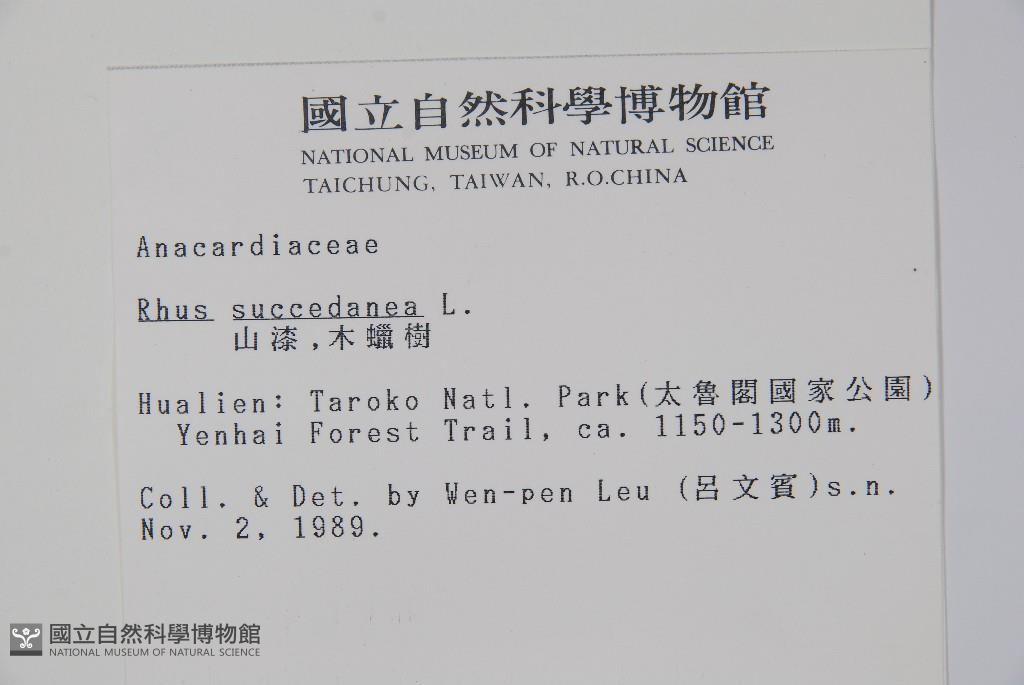 國立自然科學博物館
NATIONAL MUSEUM OF NATURAL SCIENCE
TAICHUNG, TAIWAN, R.O.CHINA
Anacardiaceae
Rhus succedanea L.
山漆,木蠟樹
Hualien: Taroko Natl. Park(太魯閣國家公園)
Yenhai Forest Trail, ca. 1150-1300m.
Coll. & Det. by Wen-pen Leu (呂文賓)s.n.
Nov. 2, 1989.
國立自然科學博物館
NATIONAL MUSEUM OF NATURAL SCIENCE